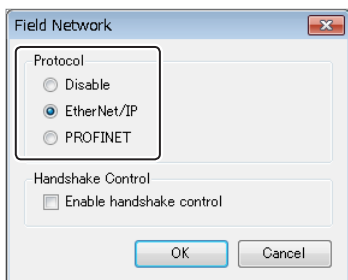 Field Network
Protocol
Disable
EtherNet/IP
PROFINET
Handshake Control
Enable handshake control
OK
Cancel